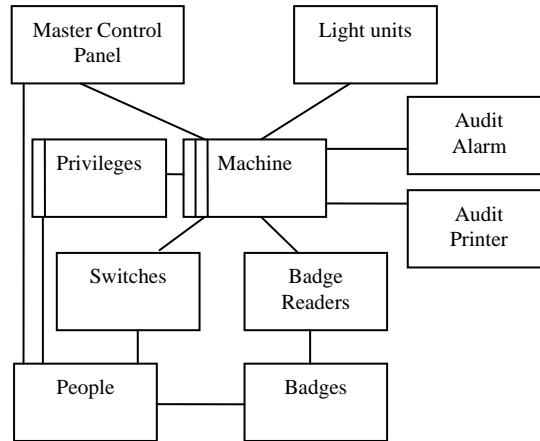 Master Control
Panel
Light units
Audit
Alarm
Privileges
Machine
Audit
Printer
Switches
Badge
Readers
People
Badges